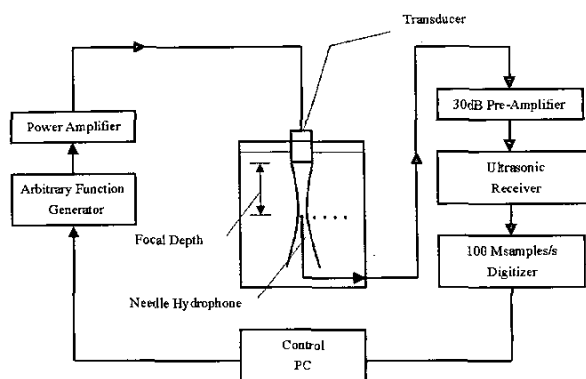 Transducer
Power Amplifier
30dB Pre-Amplifier
Arbitrary Function
Generator
Ultrasonic
Receiver
Focal Depth
100 Msamples/s
Digitizer
Needle Hydrophone
Control
PC